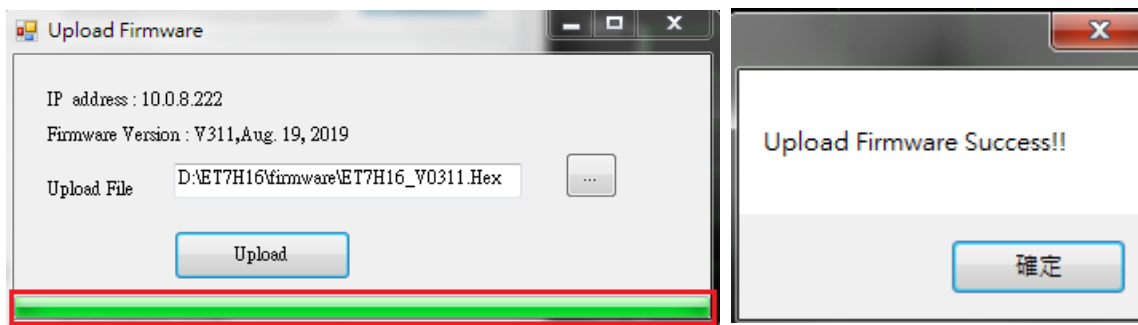 Upload Firmware
IP address : 10.0.8.222
Firmware Version : V311,Aug. 19, 2019
Upload File
D:\ET7H16\firmware\ET7H16_V0311.Hex
...
Upload
Upload Firmware Success!!
確定